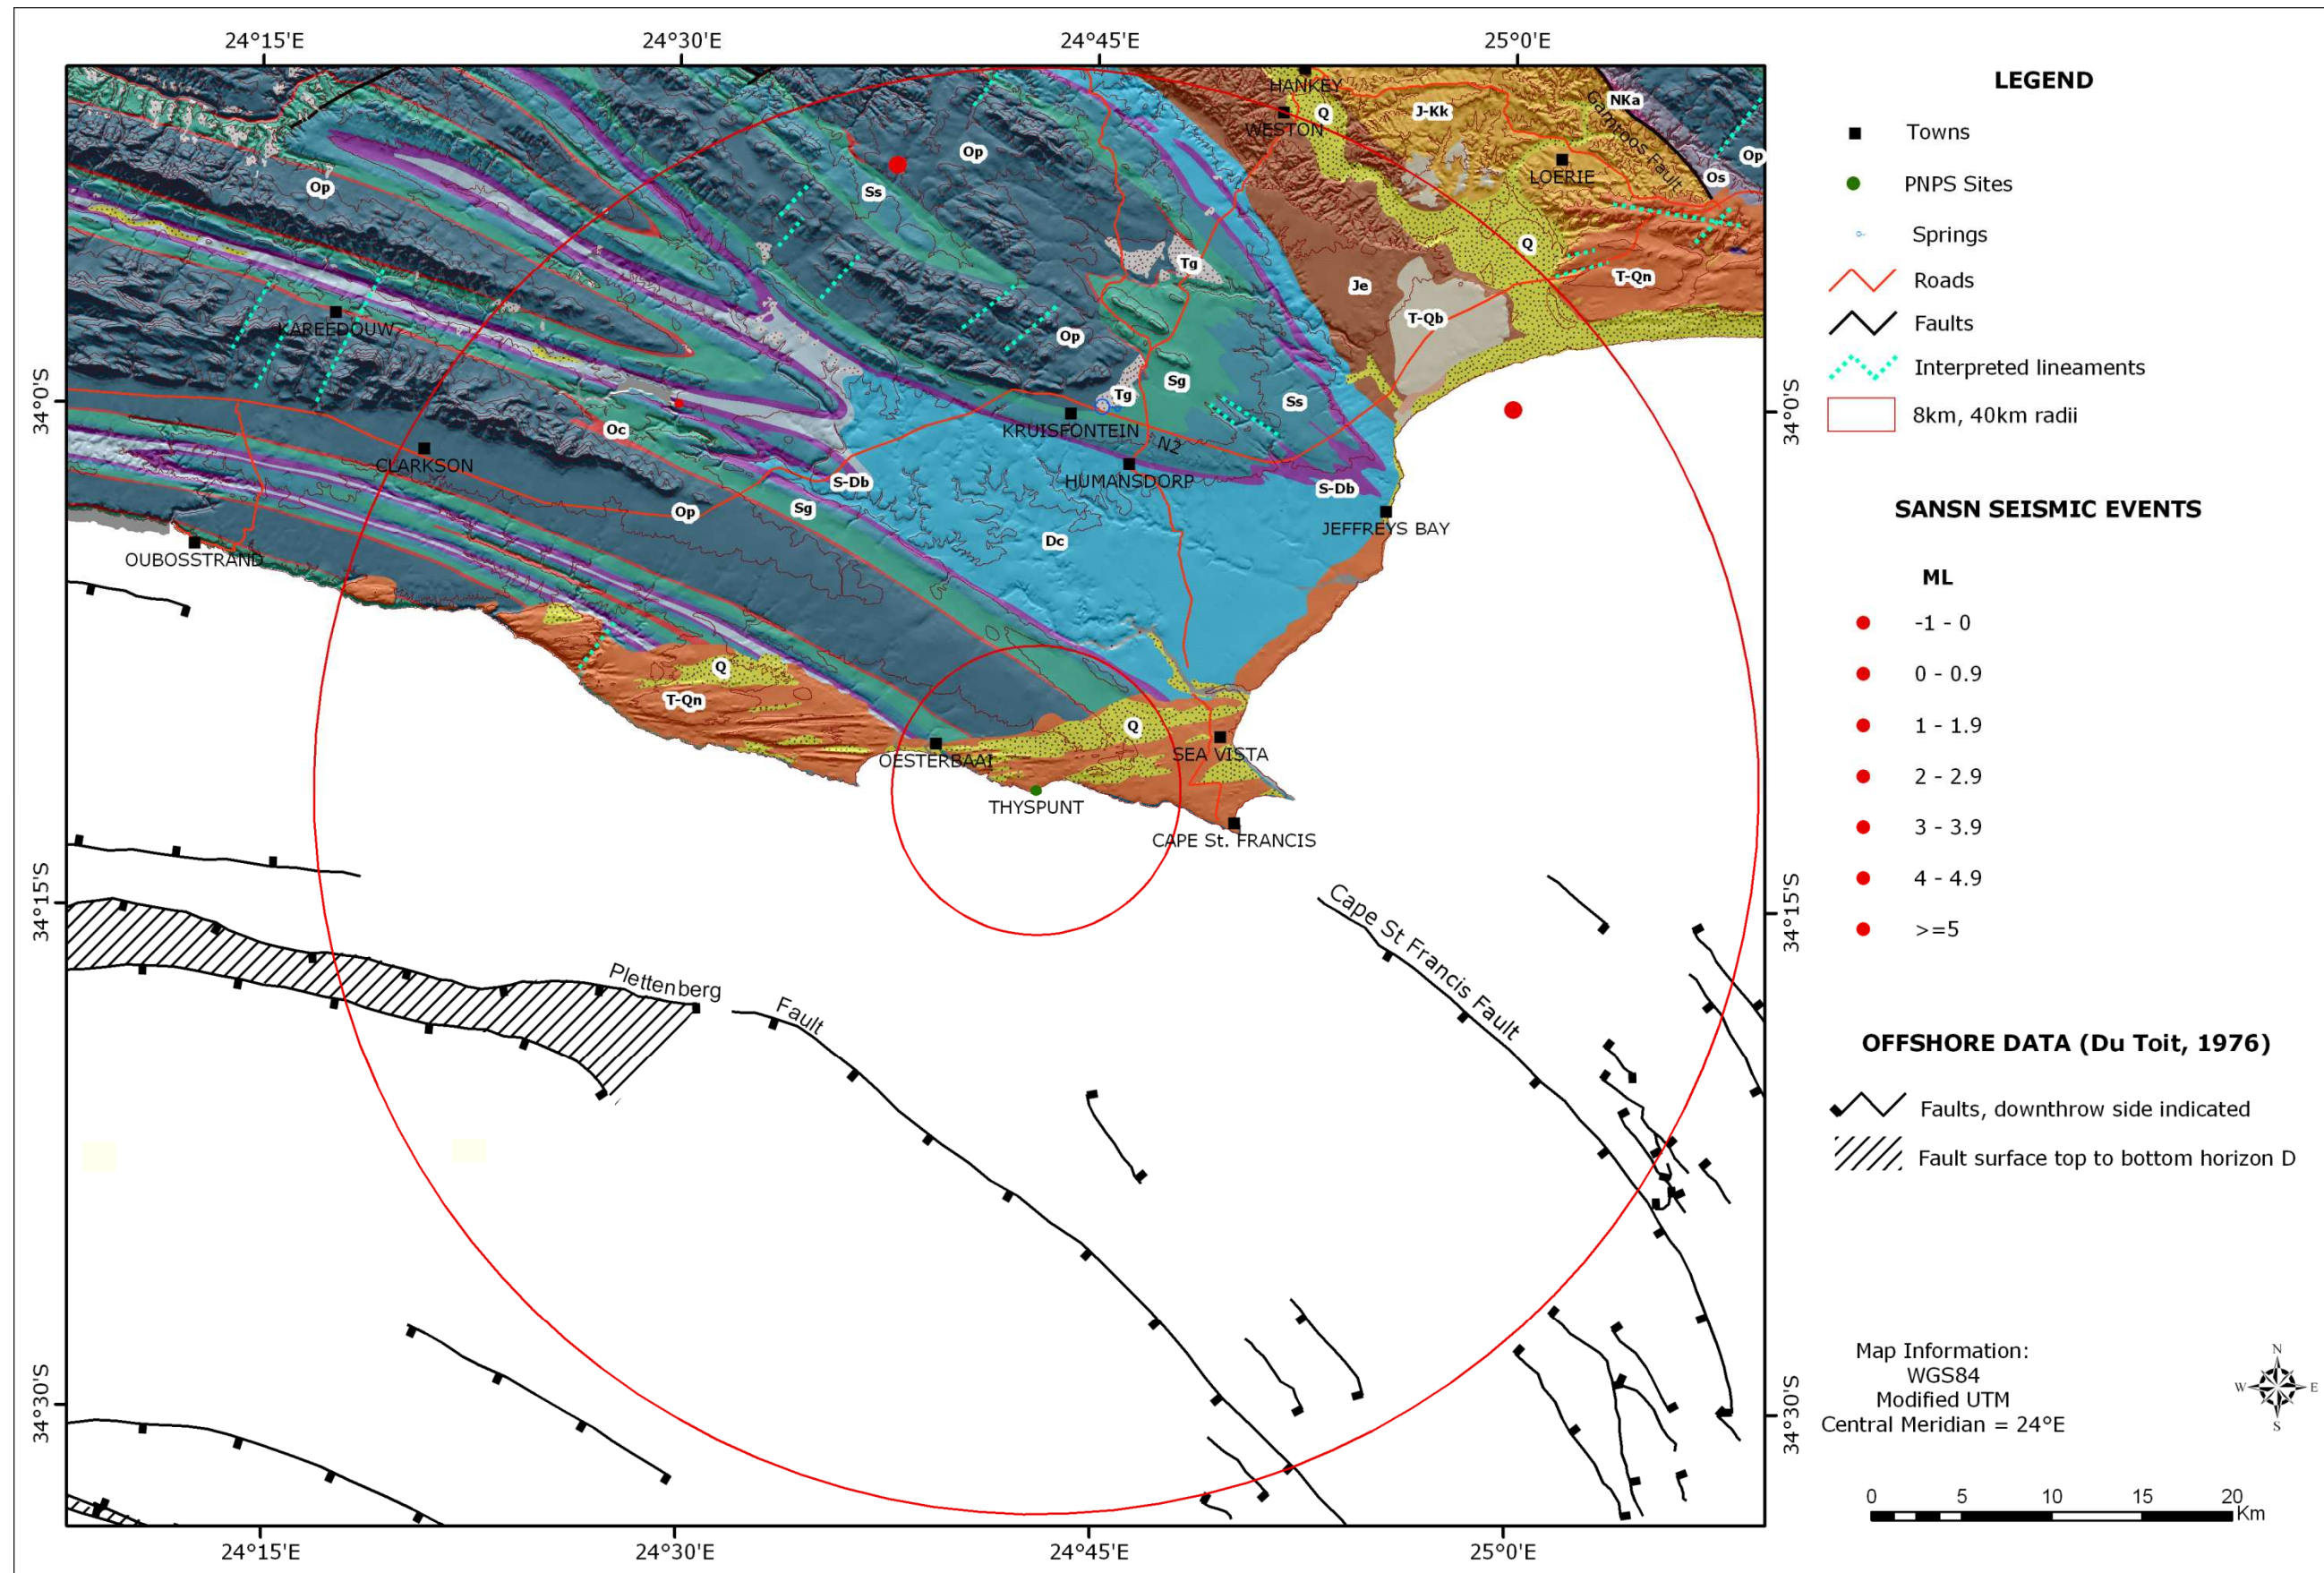 24°15'E
24°30'E
24°45'E
25°0'E
34°0'S
34°15'S
34°30'S
34°0'S
34°15'S
34°30'S
24°15'E
24°30'E
24°45'E
25°0'E
HANKEY
WESTON
Q
J-Kk
NKa
Gamtoos Fault
Op
Os
LOERIE
Op
Ss
Op
Tg
Q
T-Qn
Je
T-Qb
KAREEDOUW
Op
Sg
Tg
Ss
Oc
KRUISFONTEIN
N2
CLARKSON
HUMANSDORP
S-Db
S-Db
Sg
Op
JEFFREYS BAY
Dc
OUBOSSTRAND
Q
T-Qn
Q
OESTERBAAI
SEA VISTA
THYSPUNT
CAPE St. FRANCIS
Cape St Francis Fault
Plettenberg
Fault
LEGEND
Towns
PNPS Sites
Springs
Roads
Faults
Interpreted lineaments
8km, 40km radii
SANSN SEISMIC EVENTS
ML
-1 - 0
0 - 0.9
1 - 1.9
2 - 2.9
3 - 3.9
4 - 4.9
>=5
OFFSHORE DATA (Du Toit, 1976)
Faults, downthrow side indicated
Fault surface top to bottom horizon D
Map Information:
WGS84
Modified UTM
Central Meridian = 24°E
N
W
E
S
0 5 10 15 20
Km